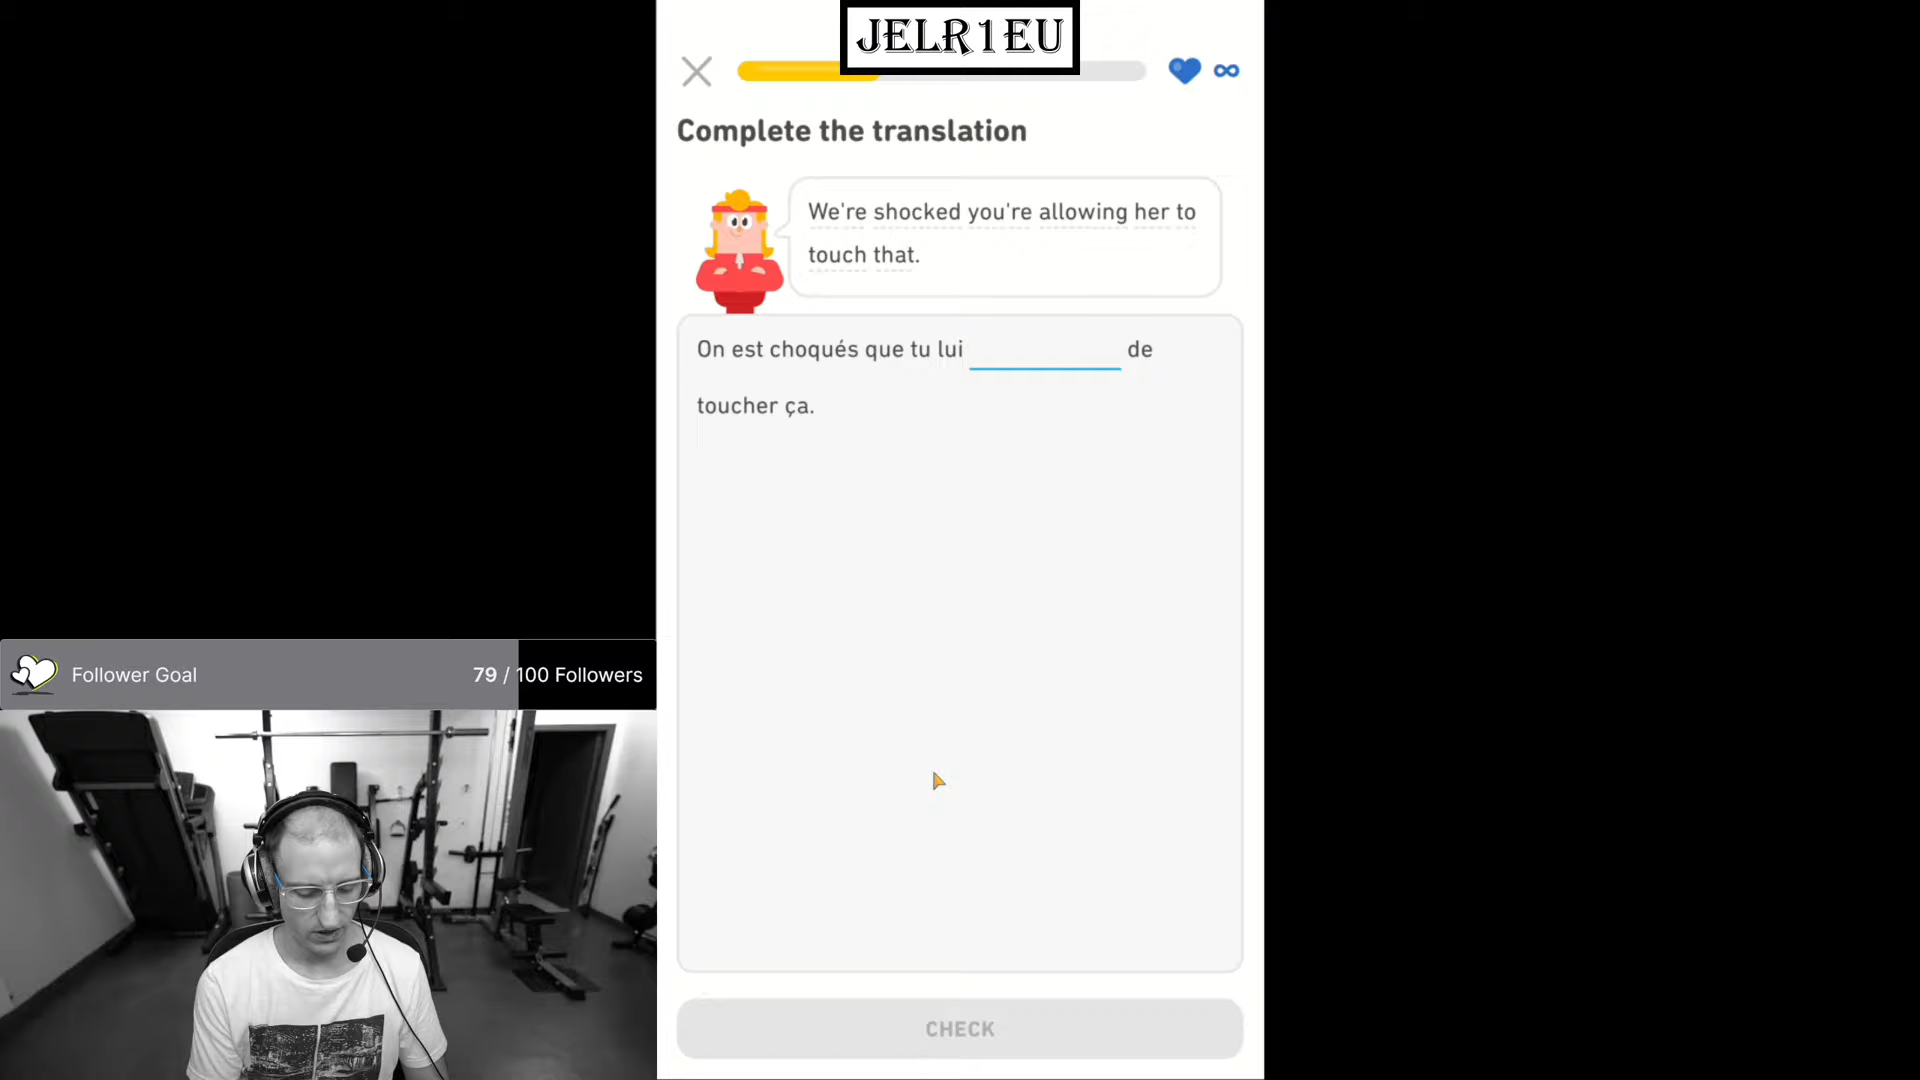 JELR1EU
Complete the translation
We're shocked you're allowing her to
touch that.
On est choqués que tu lui de
toucher ça.
Follower Goal
79 / 100 Followers
CHECK